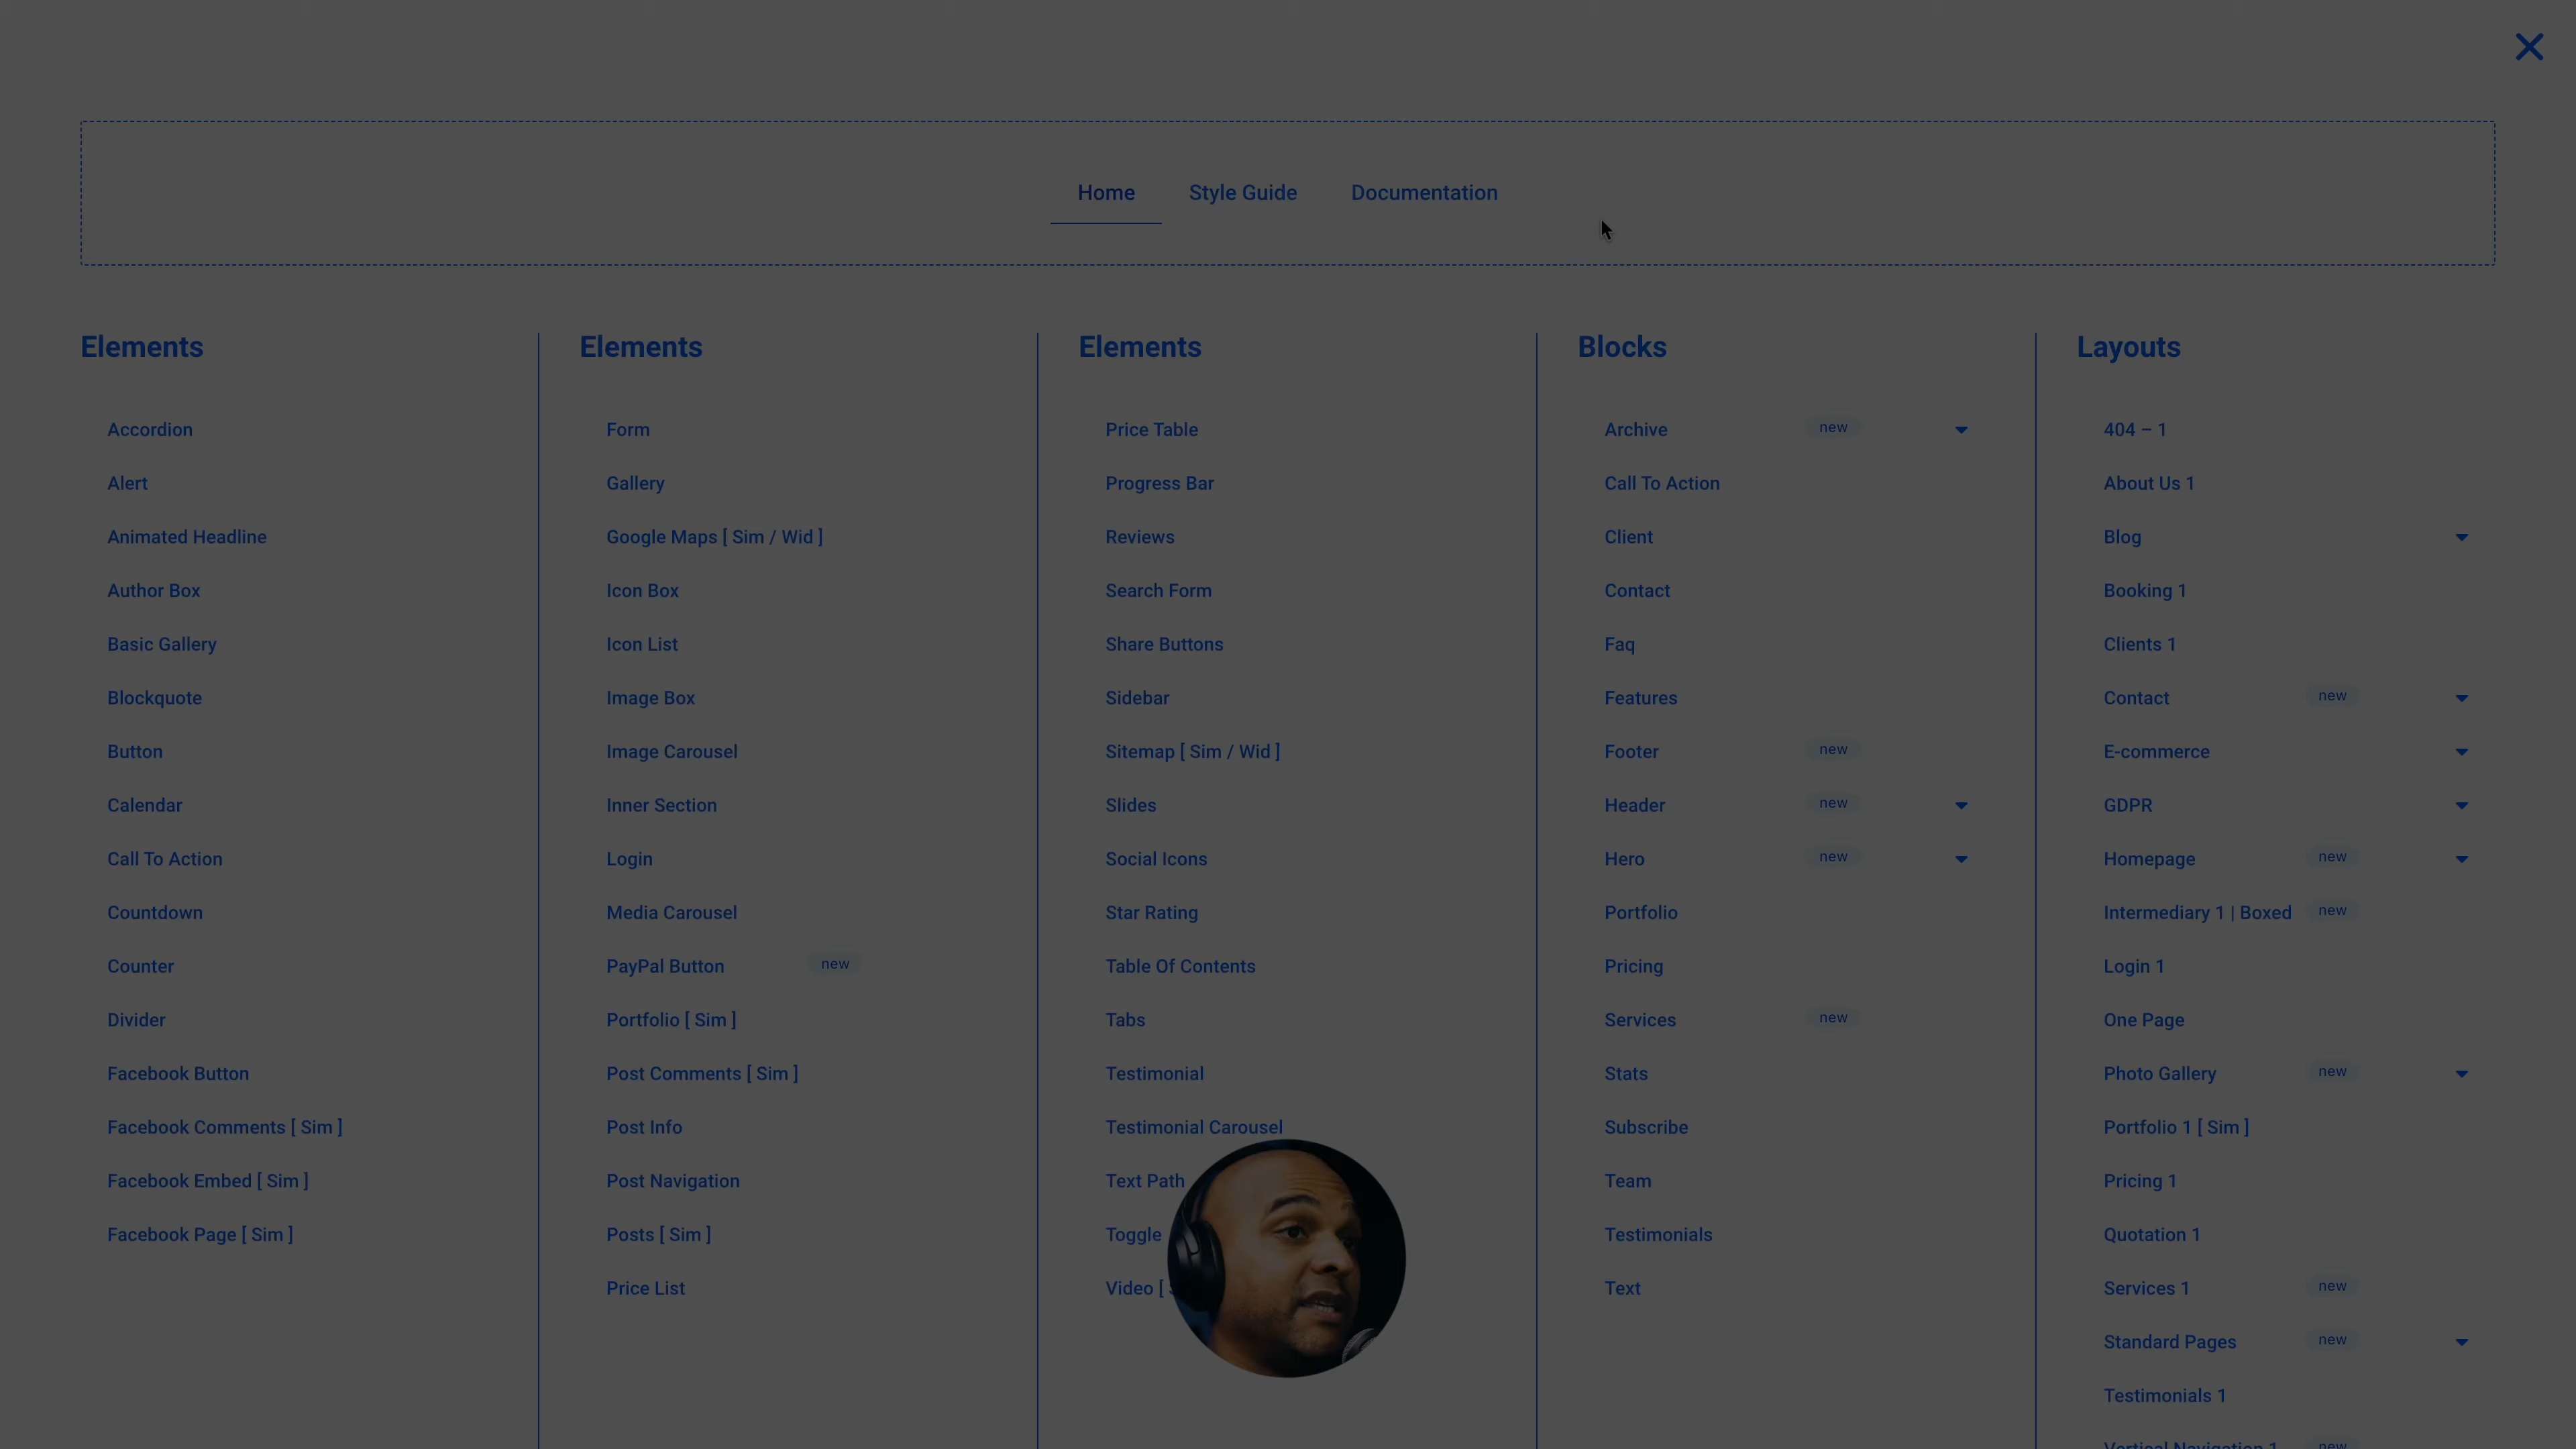 Home
Style Guide
Documentation
Elements
Accordion
Alert
Animated Headline
Author Box
Basic Gallery
Blockquote
Button
Calendar
Call To Action
Countdown
Counter
Divider
Facebook Button
Facebook Comments [ Sim ]
Facebook Embed [ Sim ]
Facebook Page [ Sim ]
Elements
Form
Gallery
Google Maps [ Sim / Wid ]
Icon Box
Icon List
Image Box
Image Carousel
Inner Section
Login
Media Carousel
PayPal Button new
Portfolio [ Sim ]
Post Comments [ Sim ]
Post Info
Post Navigation
Posts [ Sim ]
Price List
Elements
Price Table
Progress Bar
Reviews
Search Form
Share Buttons
Sidebar
Sitemap [ Sim / Wid ]
Slides
Social Icons
Star Rating
Table Of Contents
Tabs
Testimonial
Testimonial Carousel
Text Path
Toggle
Video [
Blocks
Archive new
Call To Action
Client
Contact
Faq
Features
Footer new
Header new
Hero new
Portfolio
Pricing
Services new
Stats
Subscribe
Team
Testimonials
Text
Layouts
404 – 1
About Us 1
Blog
Booking 1
Clients 1
Contact new
E-commerce
GDPR
Homepage new
Intermediary 1 | Boxed new
Login 1
One Page
Photo Gallery new
Portfolio 1 [ Sim ]
Pricing 1
Quotation 1
Services 1 new
Standard Pages new
Testimonials 1
Vertical Navigation 1 new